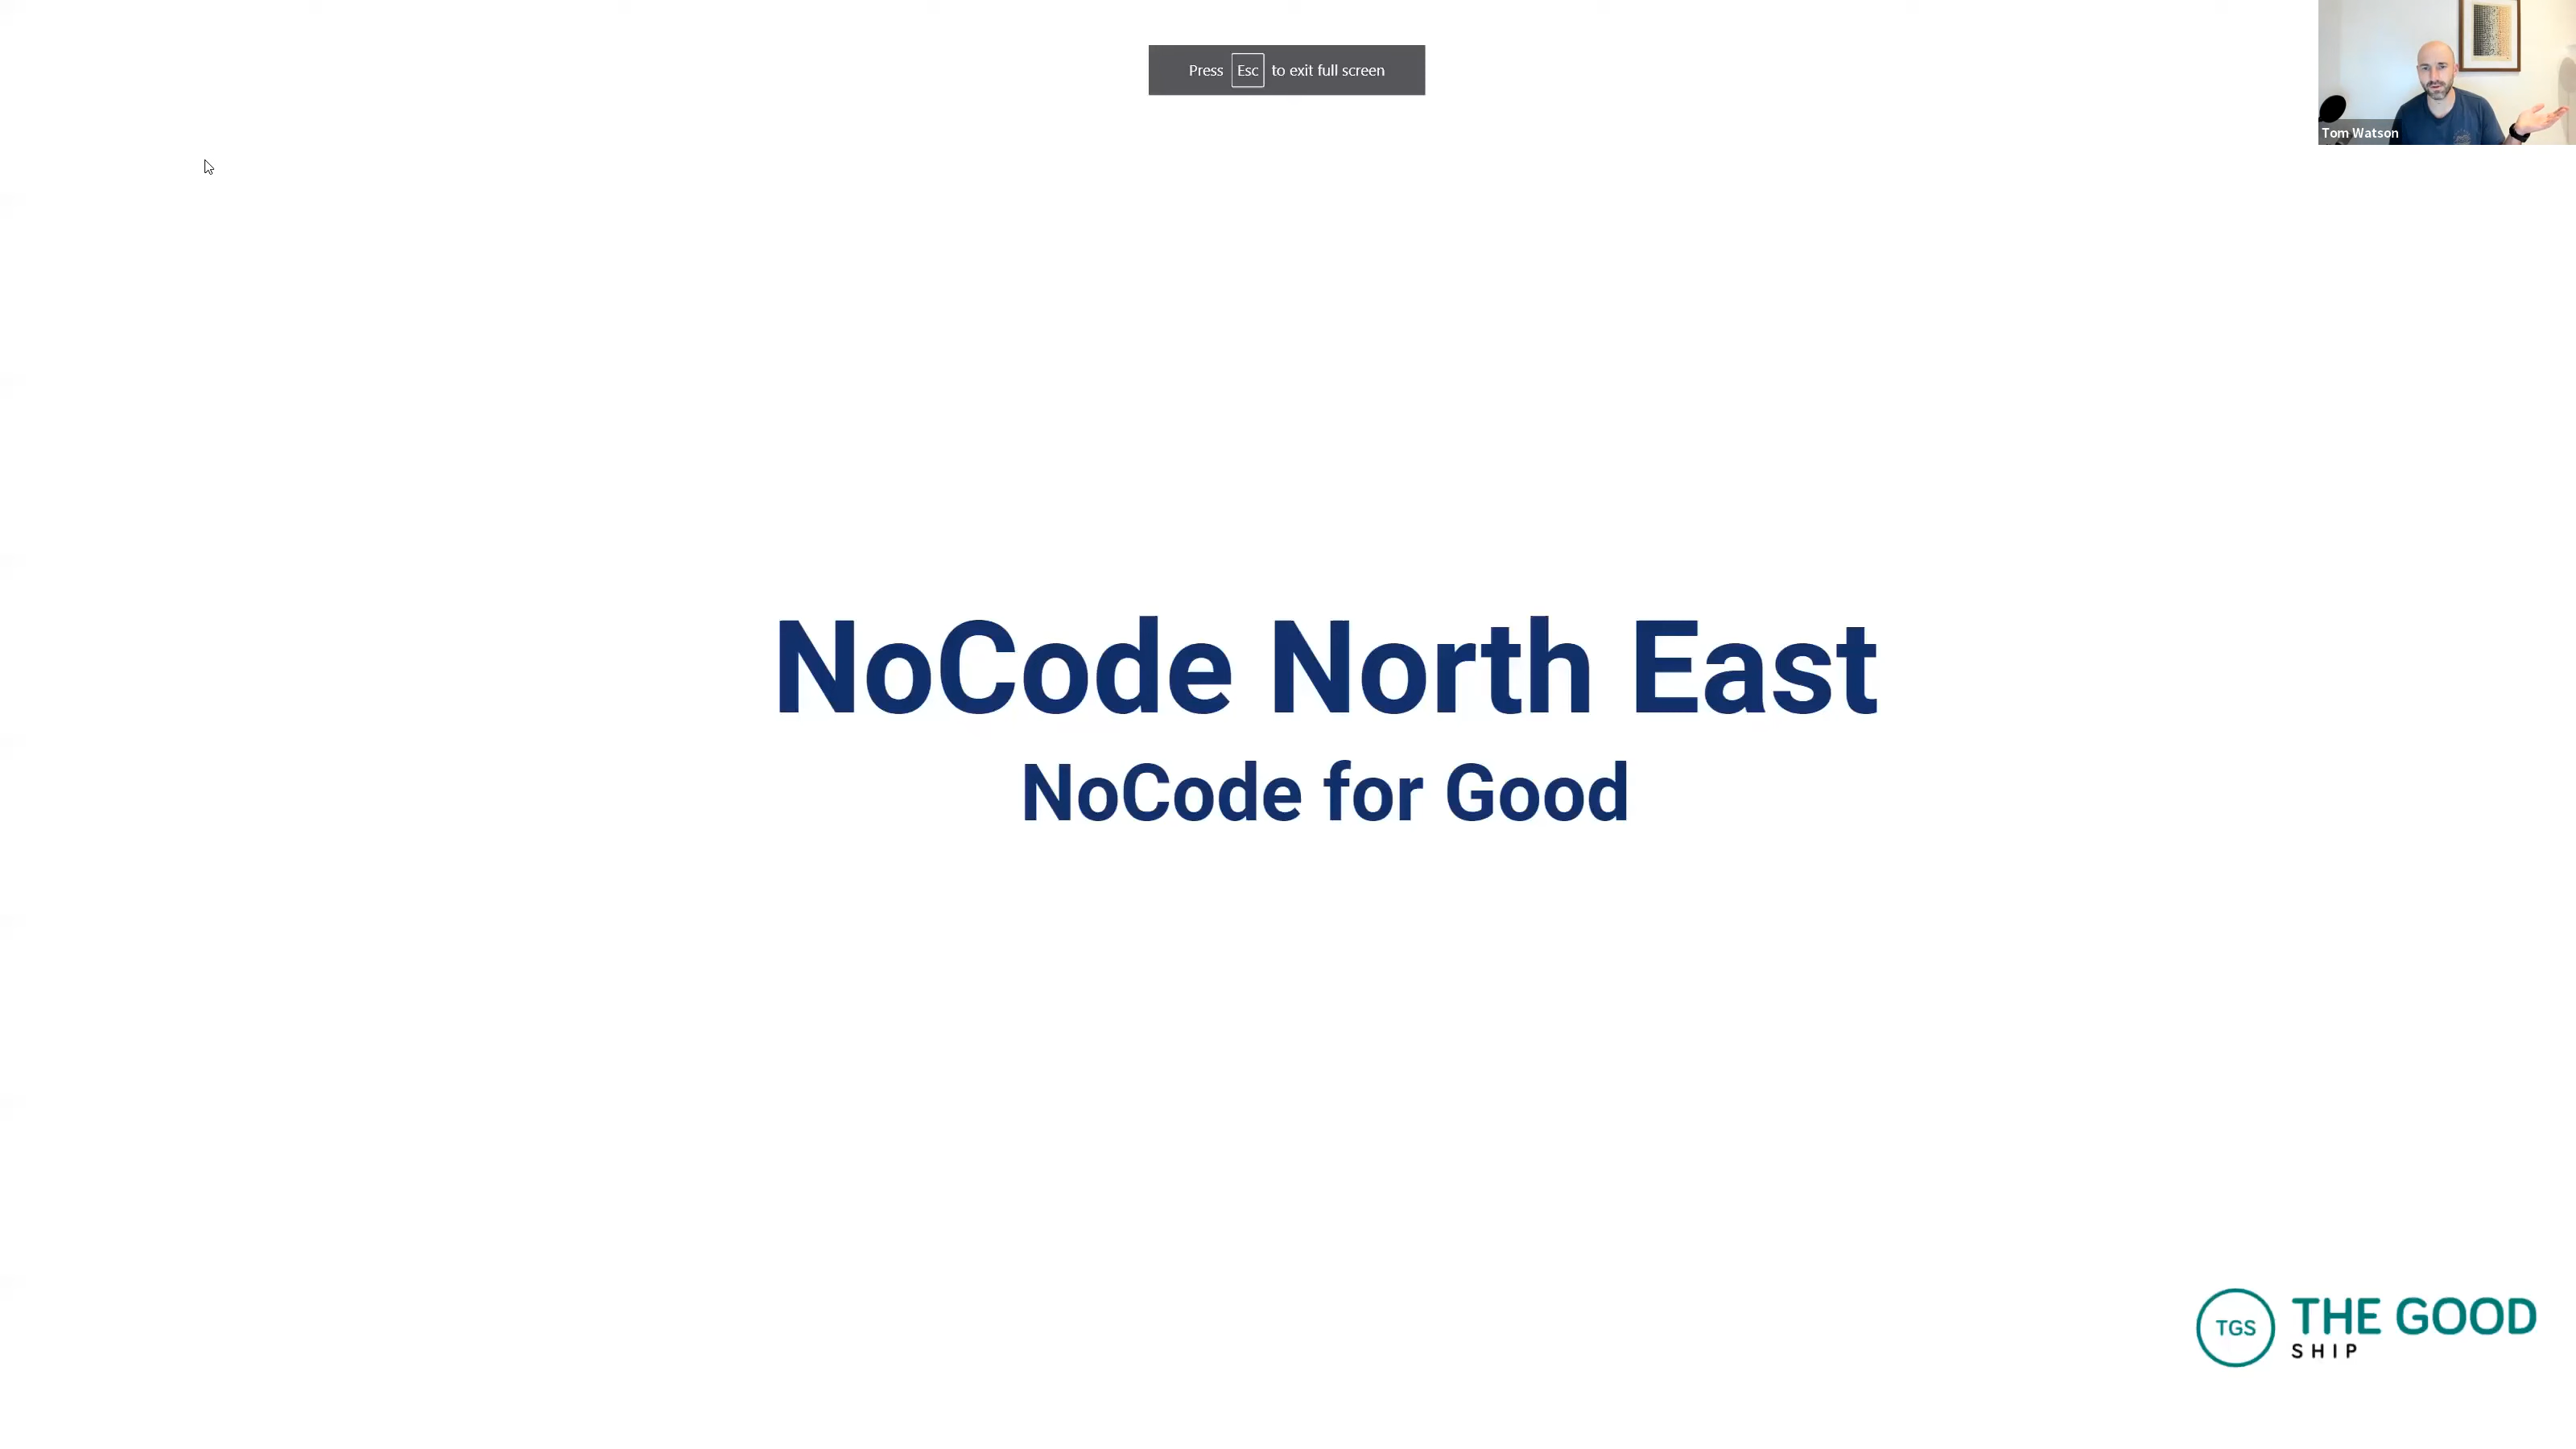 Press Esc to exit full screen
Tom Watson
NoCode North East
NoCode for Good
TGS
THE GOOD
SHIP